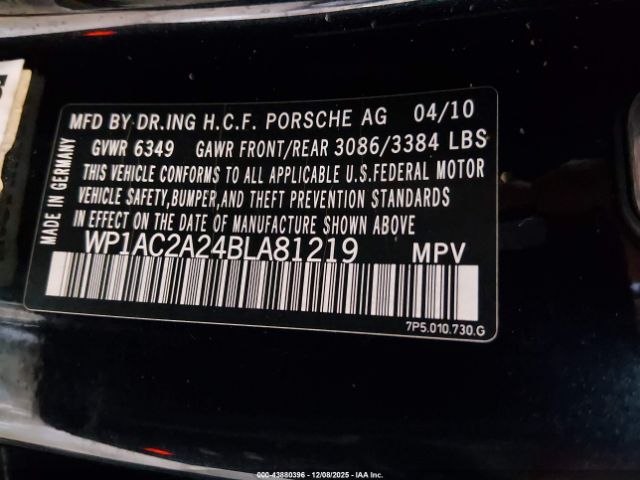 MFD BY DR.ING H.C.F. PORSCHE AG 04/10
GVWR 6349 GAWR FRONT/REAR 3086/3384 LBS
THIS VEHICLE CONFORMS TO ALL APPLICABLE U.S.FEDERAL MOTOR
VEHICLE SAFETY,BUMPER,AND THEFT PREVENTION STANDARDS
IN EFFECT ON THE DATE OF MANUFACTURE SHOWN ABOVE
WP1AC2A24BLA81219 MPV
7P5.010.730.G
MADE IN GERMANY
000-43880396 - 12/08/2025 - IAA Inc.